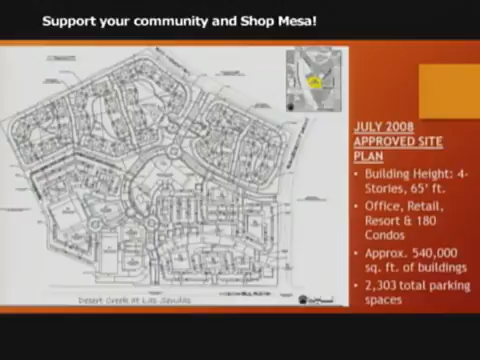 Support your community and Shop Mesa!
JULY 2008
APPROVED SITE
PLAN
• Building Height: 4-
Stories, 65' ft.
• Office, Retail,
Resort & 180
Condos
• Approx. 540,000
sq. ft. of buildings
• 2,303 total parking
spaces
Desert Creek at Las Sendas